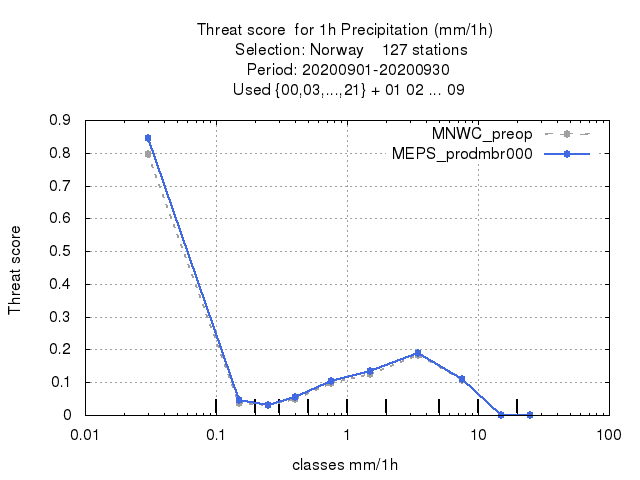 Threat score  for 1h Precipitation (mm/1h)
Selection: Norway    127 stations
Period: 20200901-20200930
Used {00,03,...,21} + 01 02 ... 09
MNWC_preop
MEPS_prodmbr000
0.9
0.8
0.7
0.6
0.5
0.4
0.3
0.2
0.1
0
Threat score
0.01 0.1 1 10 100
classes mm/1h